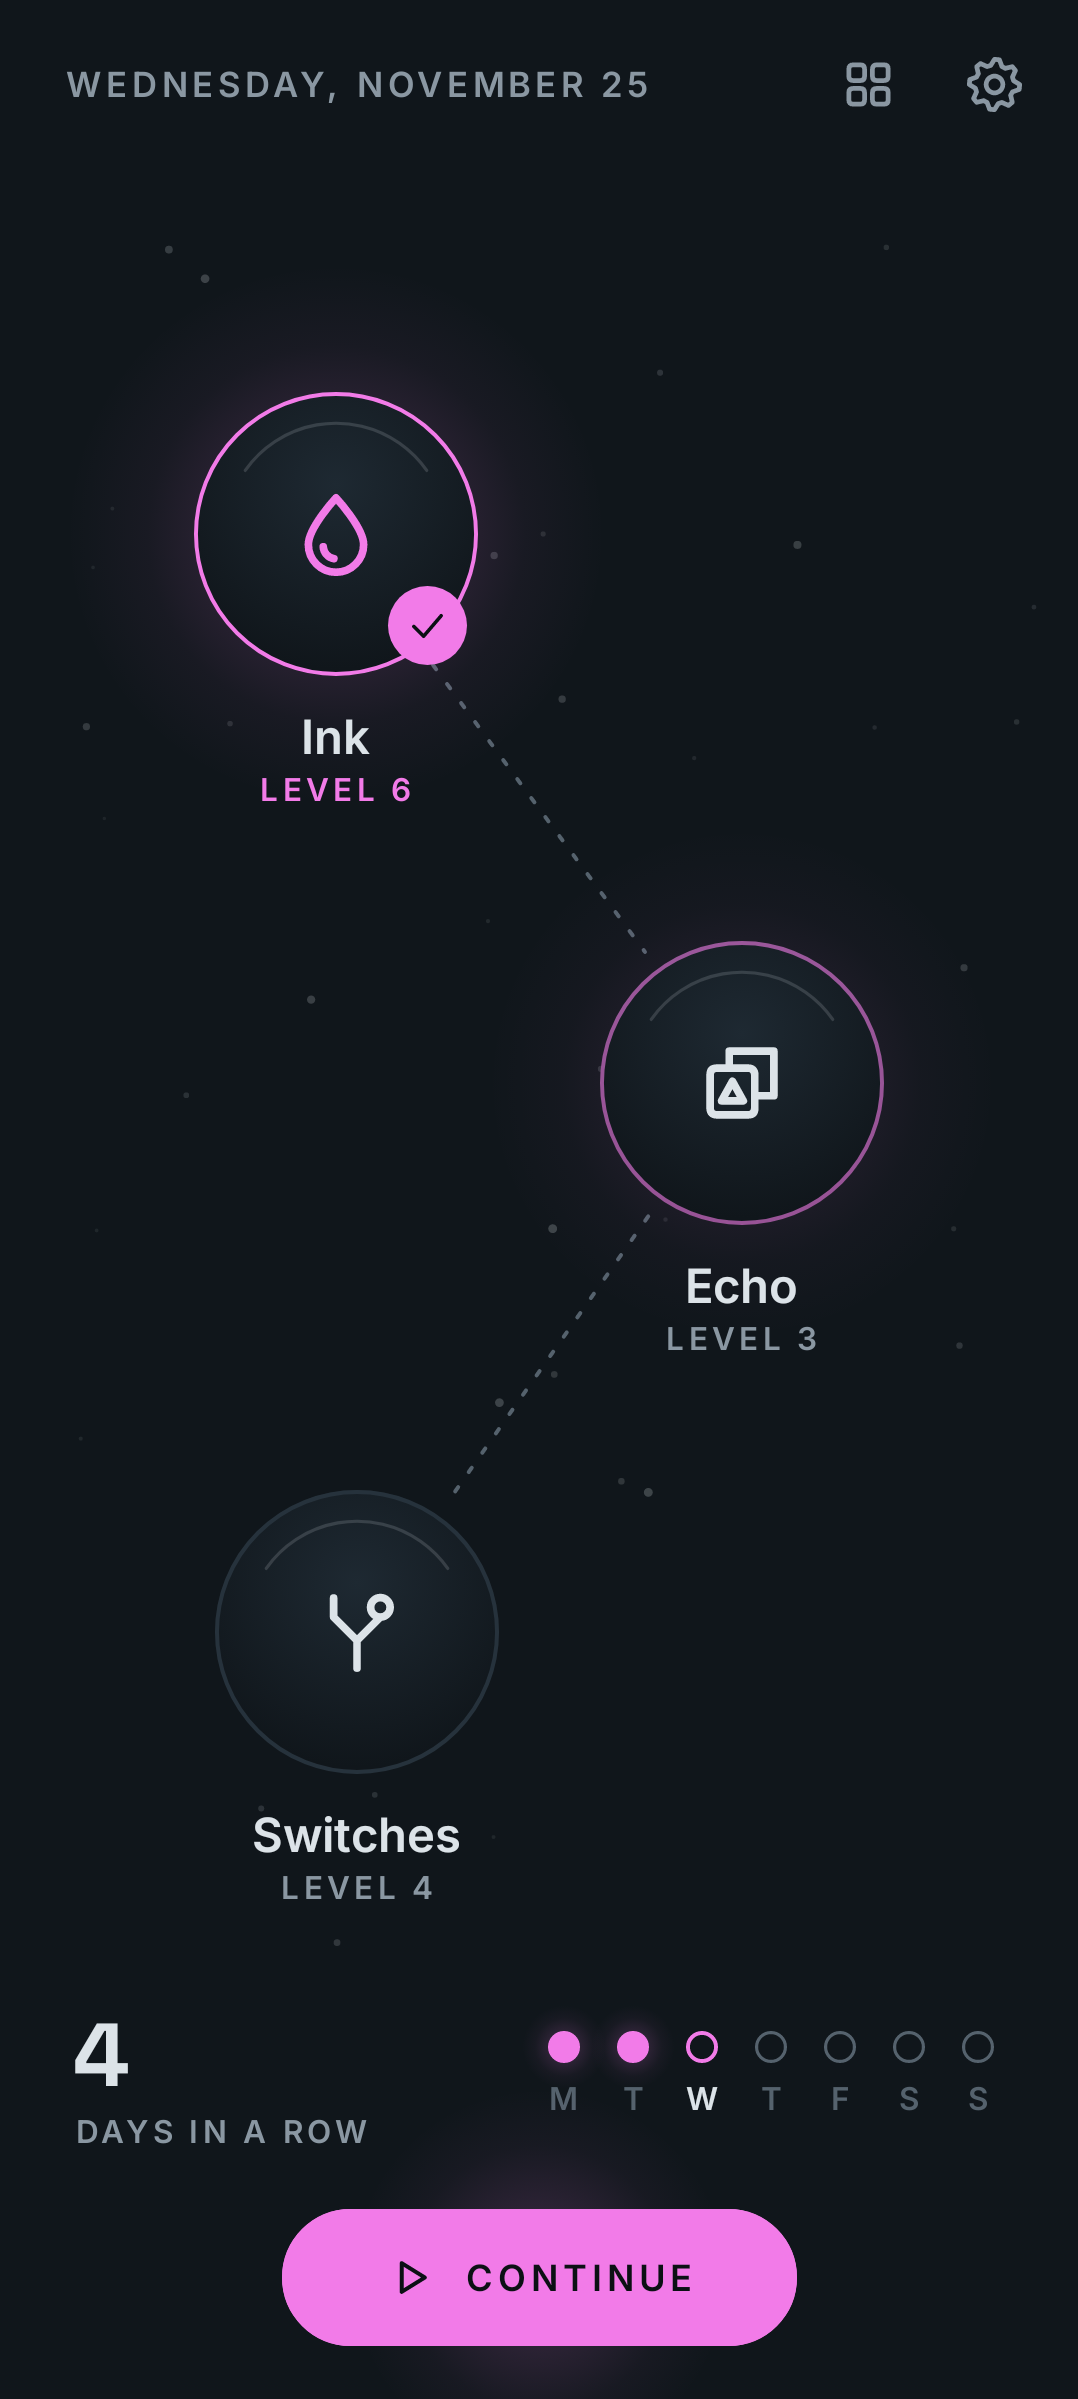 WEDNESDAY, NOVEMBER 25
Ink
LEVEL 6
Echo
LEVEL 3
Switches
LEVEL 4
4
DAYS IN A ROW
M T W T F S S
CONTINUE